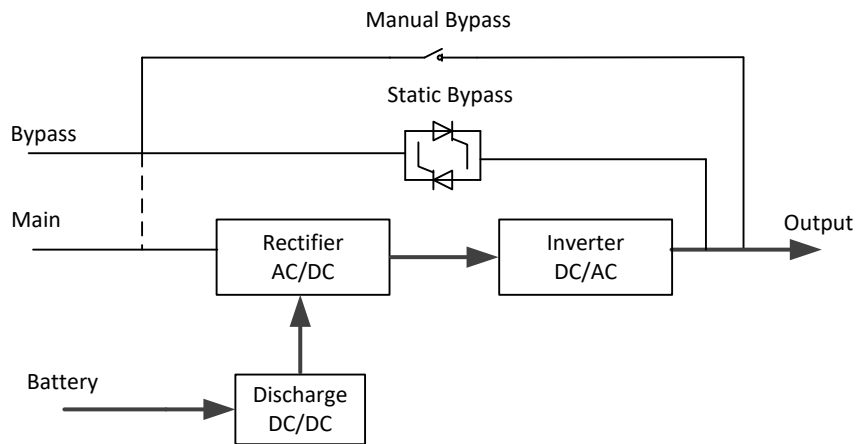 Manual Bypass
Static Bypass
Bypass
Main
Rectifier
AC/DC
Inverter
DC/AC
Output
Battery
Discharge
DC/DC